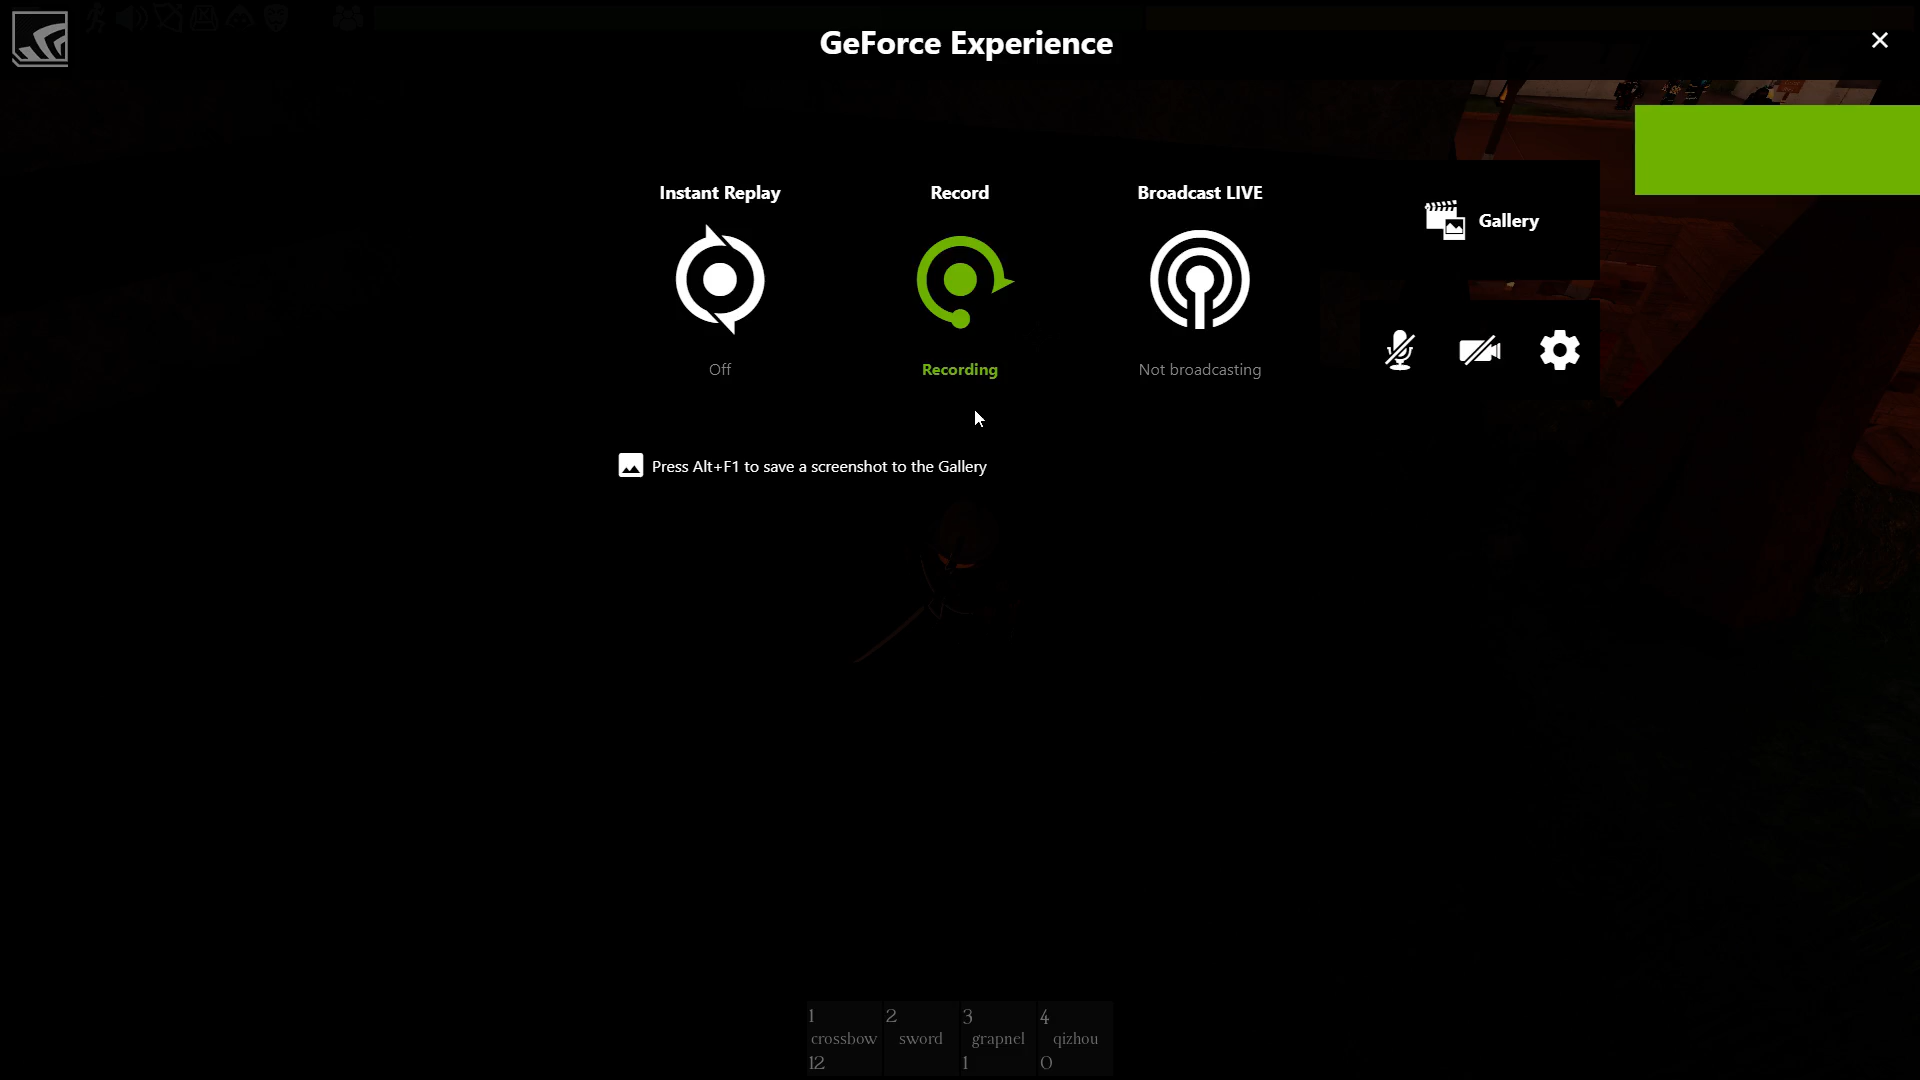 GeForce Experience
Instant Replay
Record
Broadcast LIVE
Gallery
Off
Recording
Not broadcasting
Press Alt+F1 to save a screenshot to the Gallery
1 2 3 4
crossbow sword grapnel qizhou
12 1 0